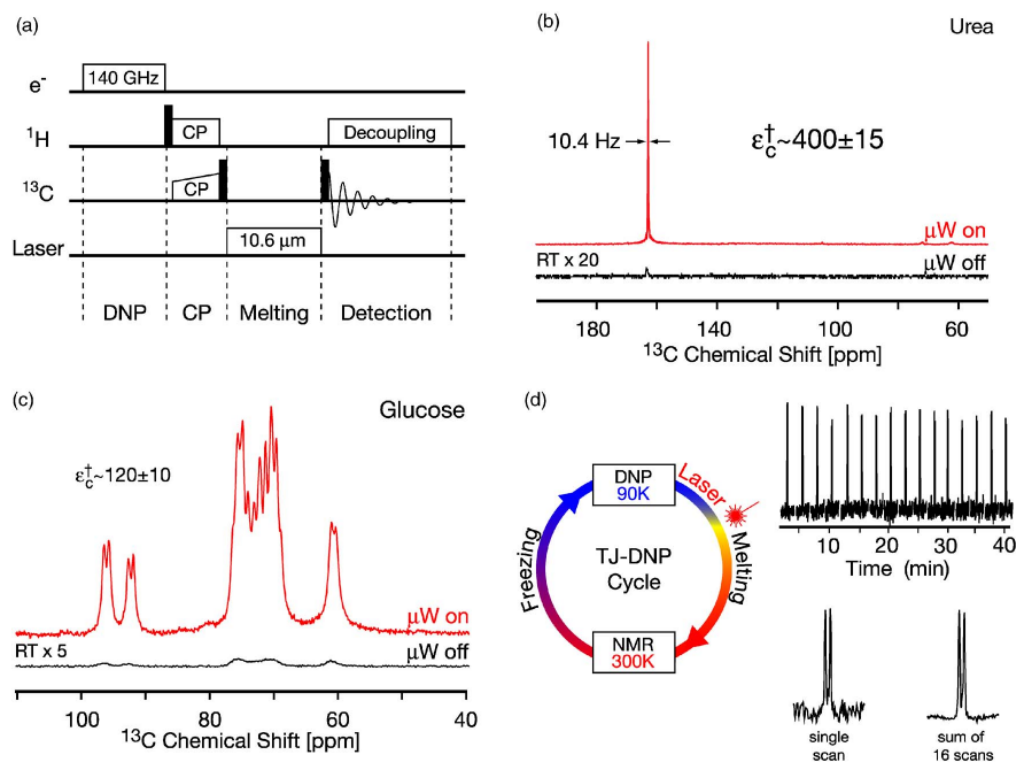 (a)
e⁻
140 GHz
¹H
CP
Decoupling
¹³C
CP
Laser
10.6 μm
DNP
CP
Melting
Detection
(b)
Urea
10.4 Hz
ε†c~400±15
μW on
RT x 20
μW off
180
140
100
60
¹³C Chemical Shift [ppm]
(c)
Glucose
ε†c~120±10
μW on
RT x 5
μW off
100
80
60
40
¹³C Chemical Shift [ppm]
(d)
DNP
90K
Laser
Melting
Freezing
TJ-DNP
Cycle
NMR
300K
10
20
30
40
Time (min)
single
scan
sum of
16 scans